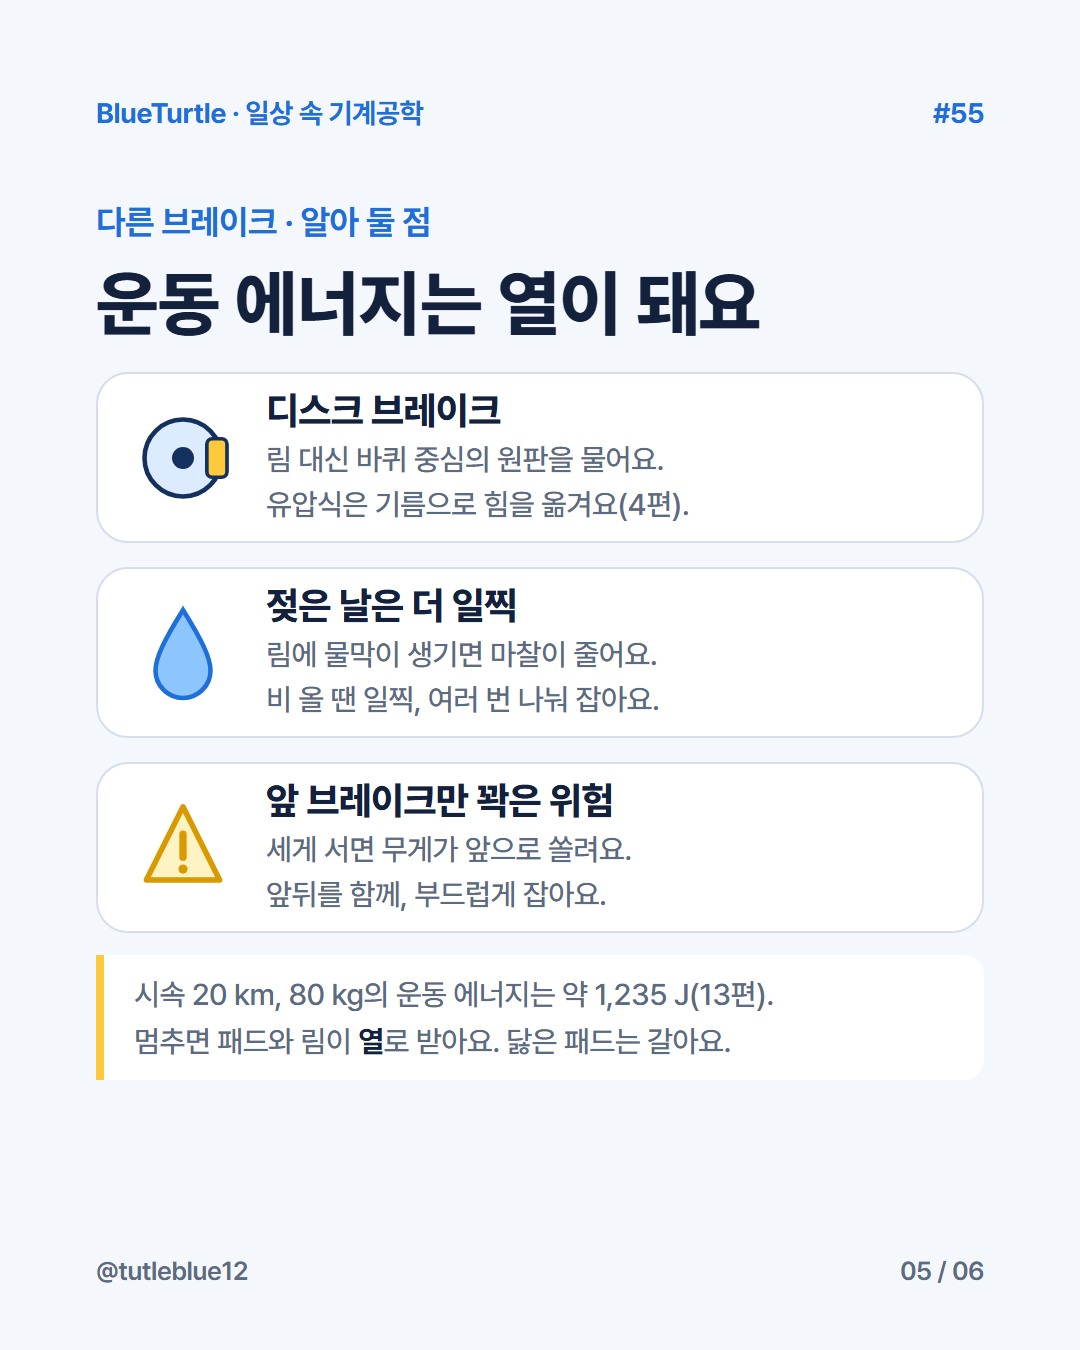 BlueTurtle · 일상 속 기계공학
#55
다른 브레이크 · 알아 둘 점
운동 에너지는 열이 돼요
디스크 브레이크
림 대신 바퀴 중심의 원판을 물어요.
유압식은 기름으로 힘을 옮겨요(4편).
젖은 날은 더 일찍
림에 물막이 생기면 마찰이 줄어요.
비 올 땐 일찍, 여러 번 나눠 잡아요.
앞 브레이크만 꽉은 위험
세게 서면 무게가 앞으로 쏠려요.
앞뒤를 함께, 부드럽게 잡아요.
시속 20 km, 80 kg의 운동 에너지는 약 1,235 J(13편).
멈추면 패드와 림이 열로 받아요. 닳은 패드는 갈아요.
@tutleblue12
05 / 06